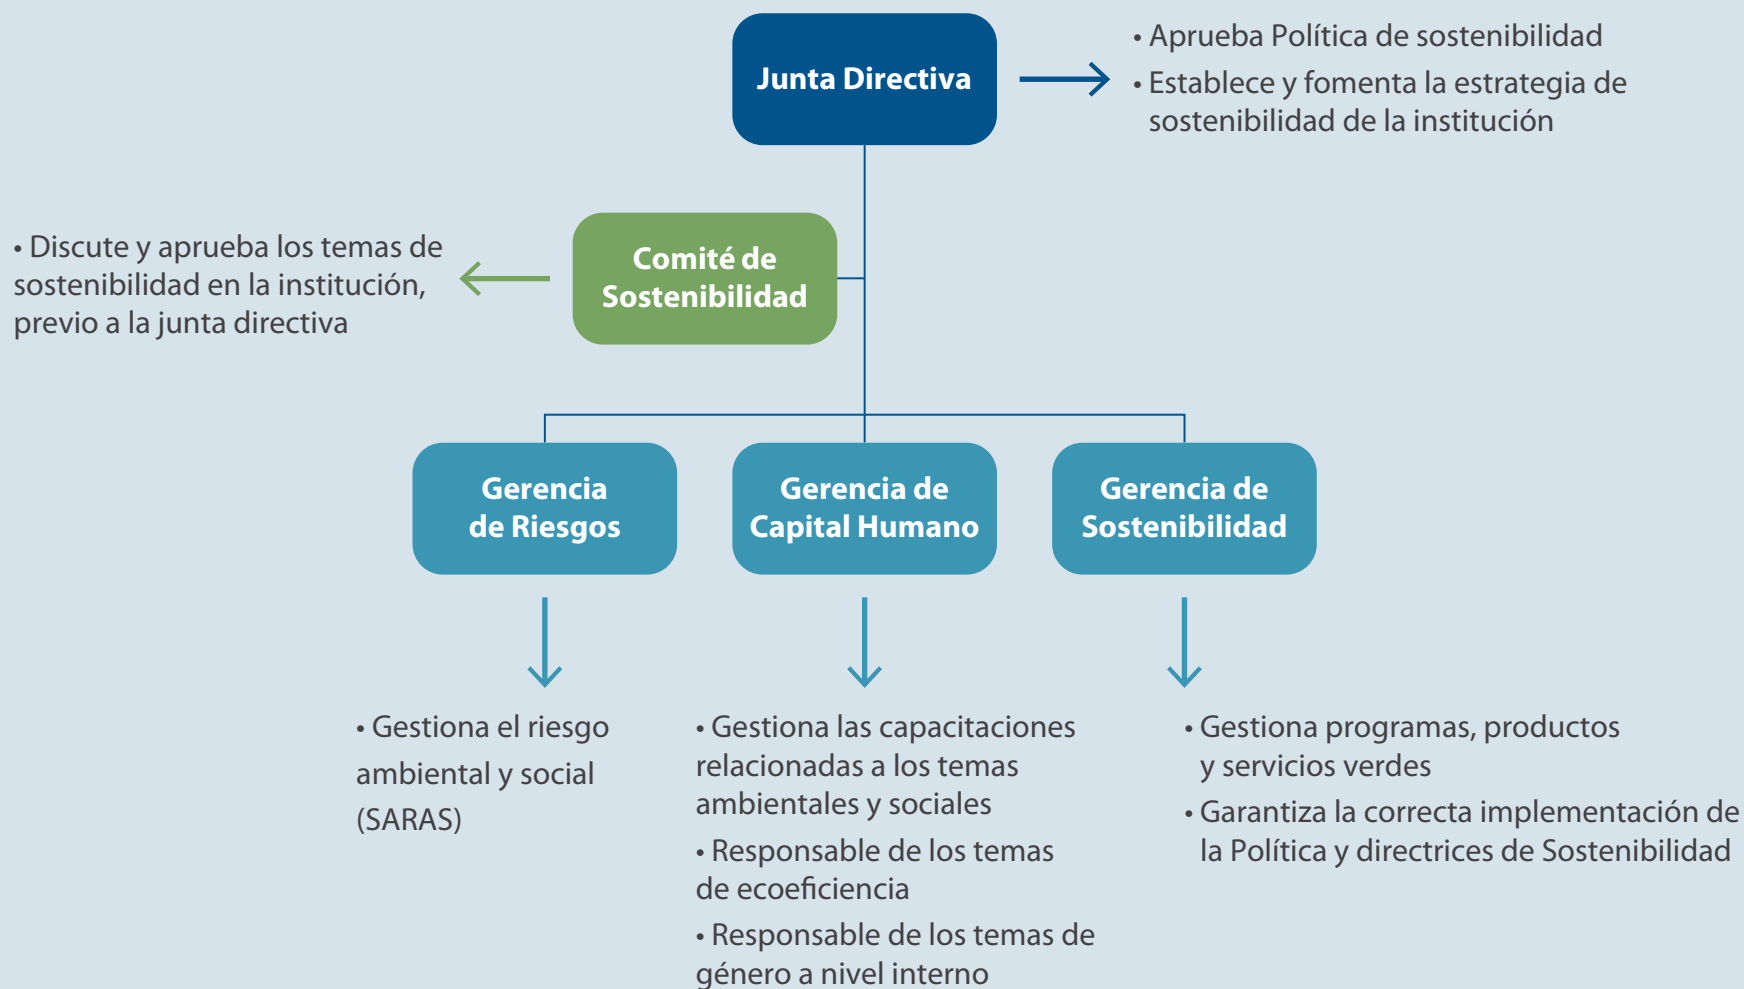 Junta Directiva
• Aprueba Política de sostenibilidad
• Establece y fomenta la estrategia de
sostenibilidad de la institución
• Discute y aprueba los temas de
sostenibilidad en la institución,
previo a la junta directiva
Comité de
Sostenibilidad
Gerencia
de Riesgos
Gerencia de
Capital Humano
Gerencia de
Sostenibilidad
• Gestiona el riesgo
ambiental y social
(SARAS)
• Gestiona las capacitaciones
relacionadas a los temas
ambientales y sociales
• Responsable de los temas
de ecoeficiencia
• Responsable de los temas de
género a nivel interno
• Gestiona programas, productos
y servicios verdes
• Garantiza la correcta implementación de
la Política y directrices de Sostenibilidad